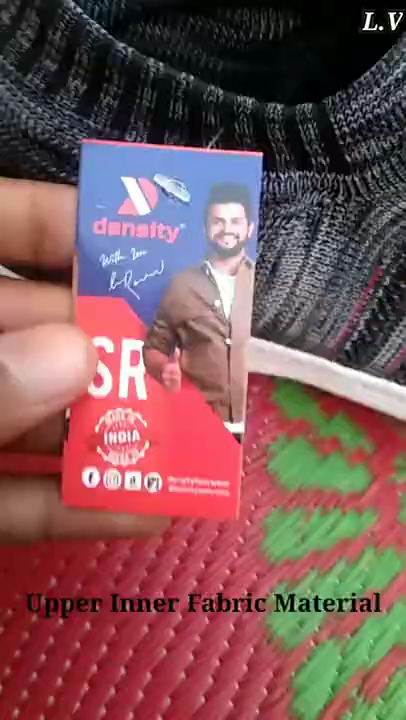 L.V
density
With Love
SR
INDIA
Upper Inner Fabric Material